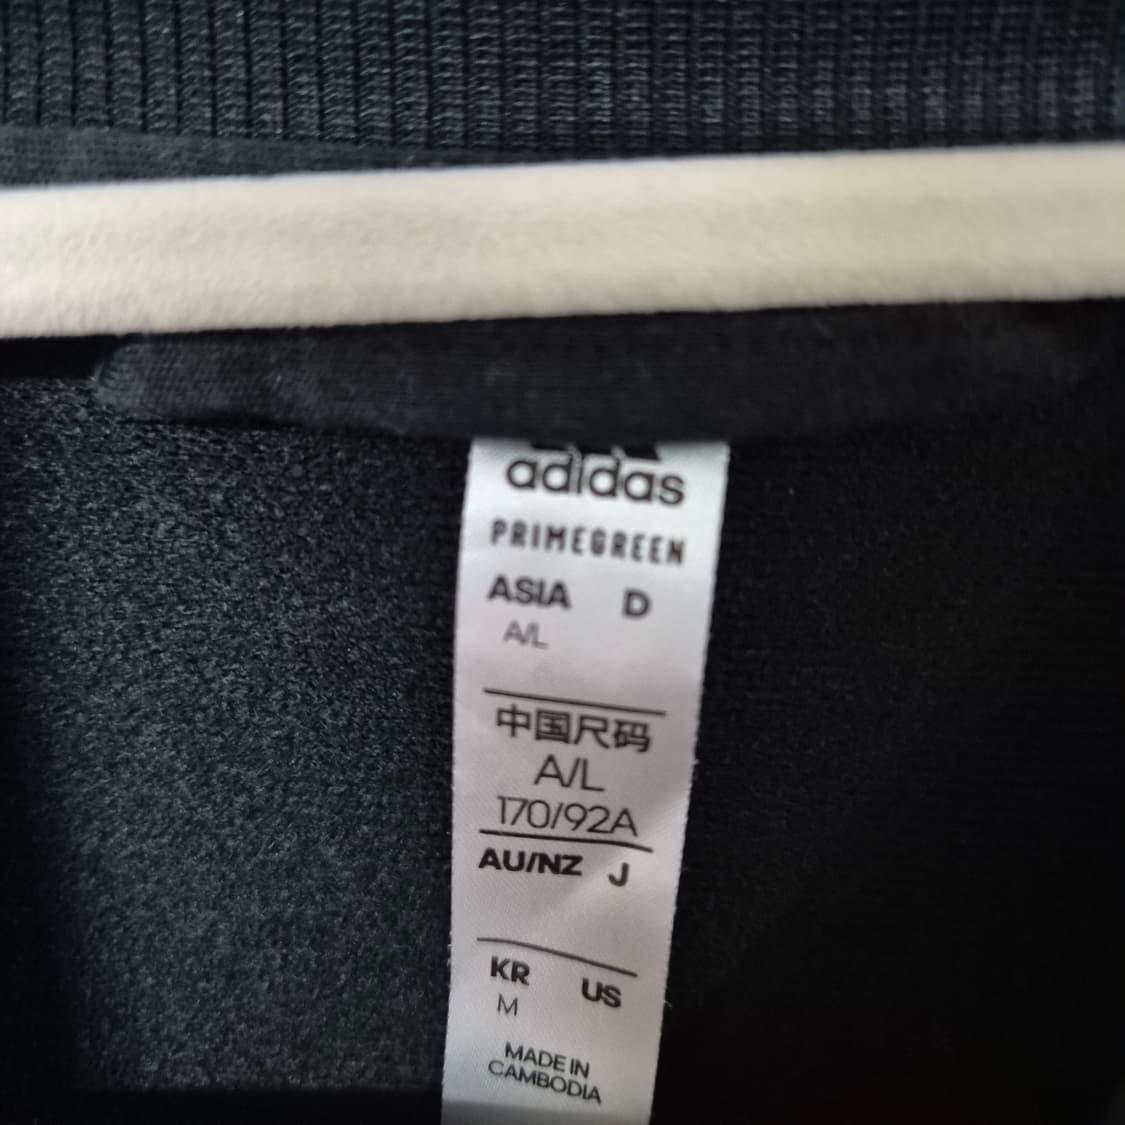 adidas
PRIMEGREEN
ASIA D
A/L
中国尺码
A/L
170/92A
AU/NZ J
KR US
M
MADE IN
CAMBODIA